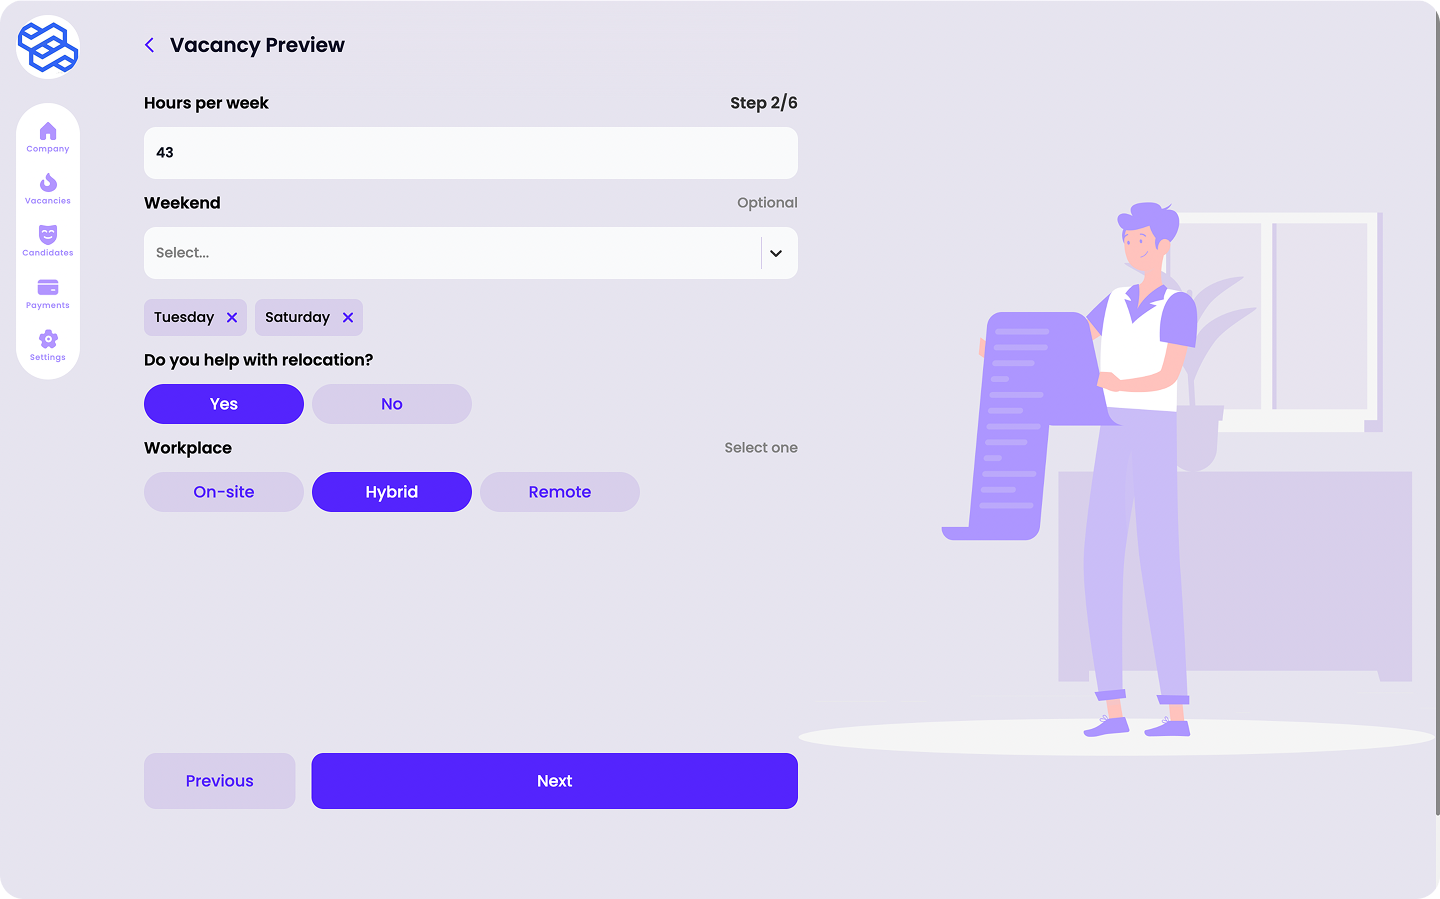 Vacancy Preview
Company
Vacancies
Candidates
Payments
Settings
Hours per week
Step 2/6
43
Weekend
Optional
Select...
Tuesday
Saturday
Do you help with relocation?
Yes
No
Workplace
Select one
On-site
Hybrid
Remote
Previous
Next